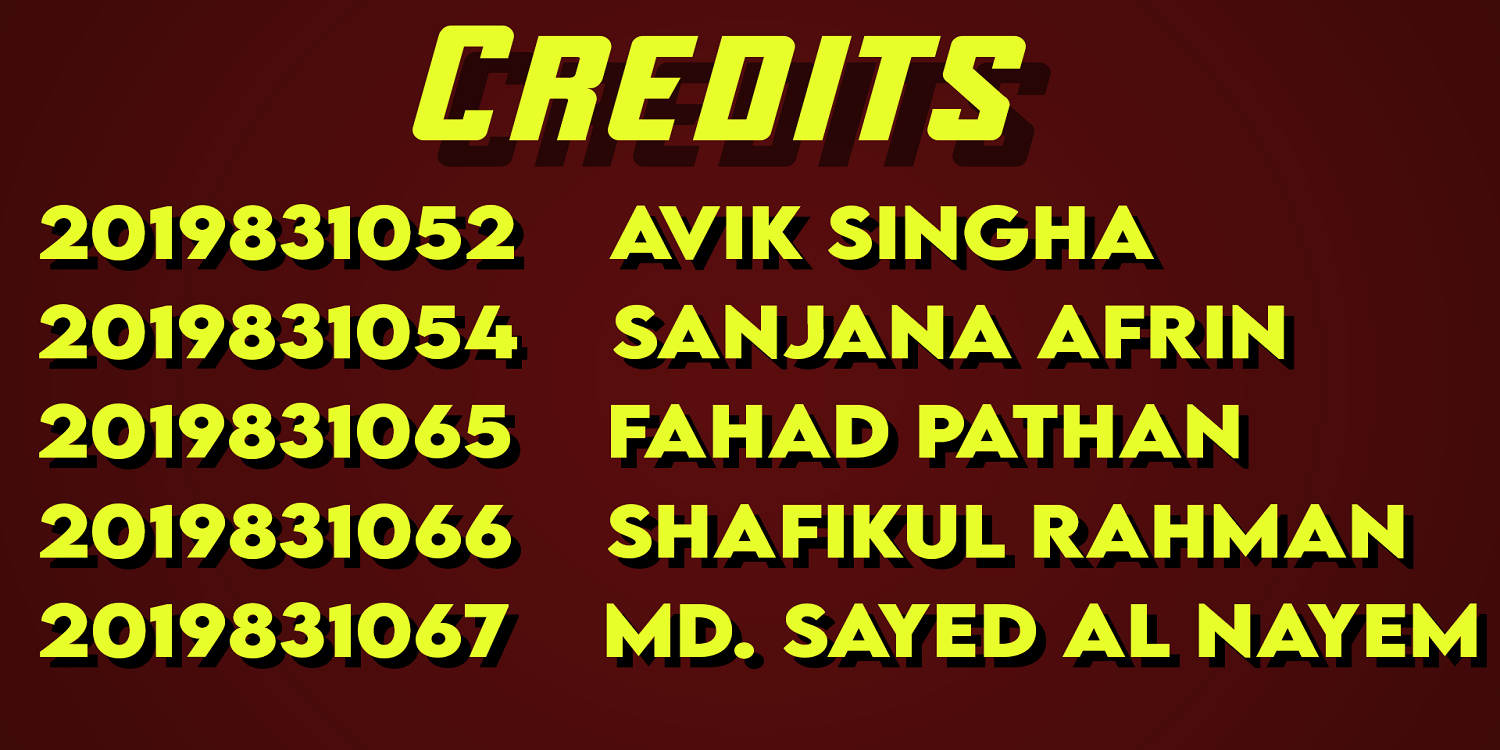 CREDITS
2019831052 AVIK SINGHA
2019831054 SANJANA AFRIN
2019831065 FAHAD PATHAN
2019831066 SHAFIKUL RAHMAN
2019831067 MD. SAYED AL NAYEM